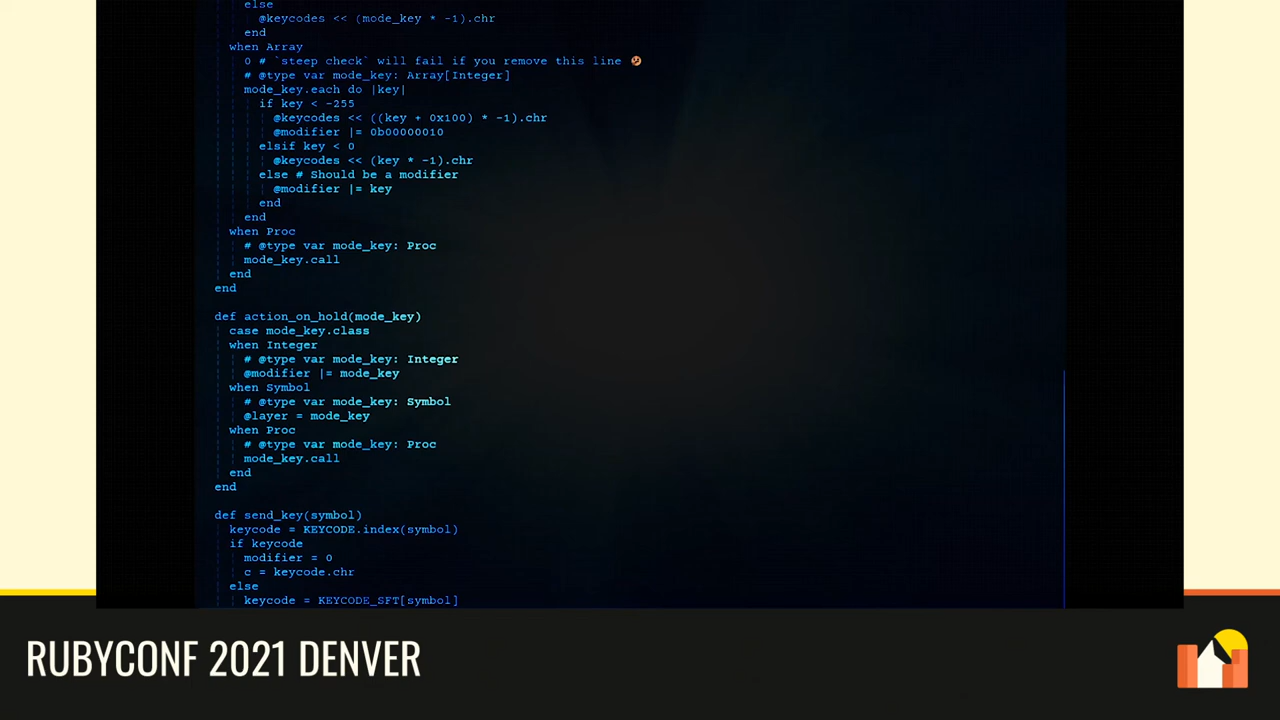 else
@keycodes << (mode_key * -1).chr
end
when Array
0 # `steep check` will fail if you remove this line 🤔
# @type var mode_key: Array[Integer]
mode_key.each do |key|
if key < -255
@keycodes << ((key + 0x100) * -1).chr
@modifier |= 0b00000010
elsif key < 0
@keycodes << (key * -1).chr
else # Should be a modifier
@modifier |= key
end
end
when Proc
# @type var mode_key: Proc
mode_key.call
end
end
def action_on_hold(mode_key)
case mode_key.class
when Integer
# @type var mode_key: Integer
@modifier |= mode_key
when Symbol
# @type var mode_key: Symbol
@layer = mode_key
when Proc
# @type var mode_key: Proc
mode_key.call
end
end
def send_key(symbol)
keycode = KEYCODE.index(symbol)
if keycode
modifier = 0
c = keycode.chr
else
keycode = KEYCODE_SFT[symbol]
RUBYCONF 2021 DENVER